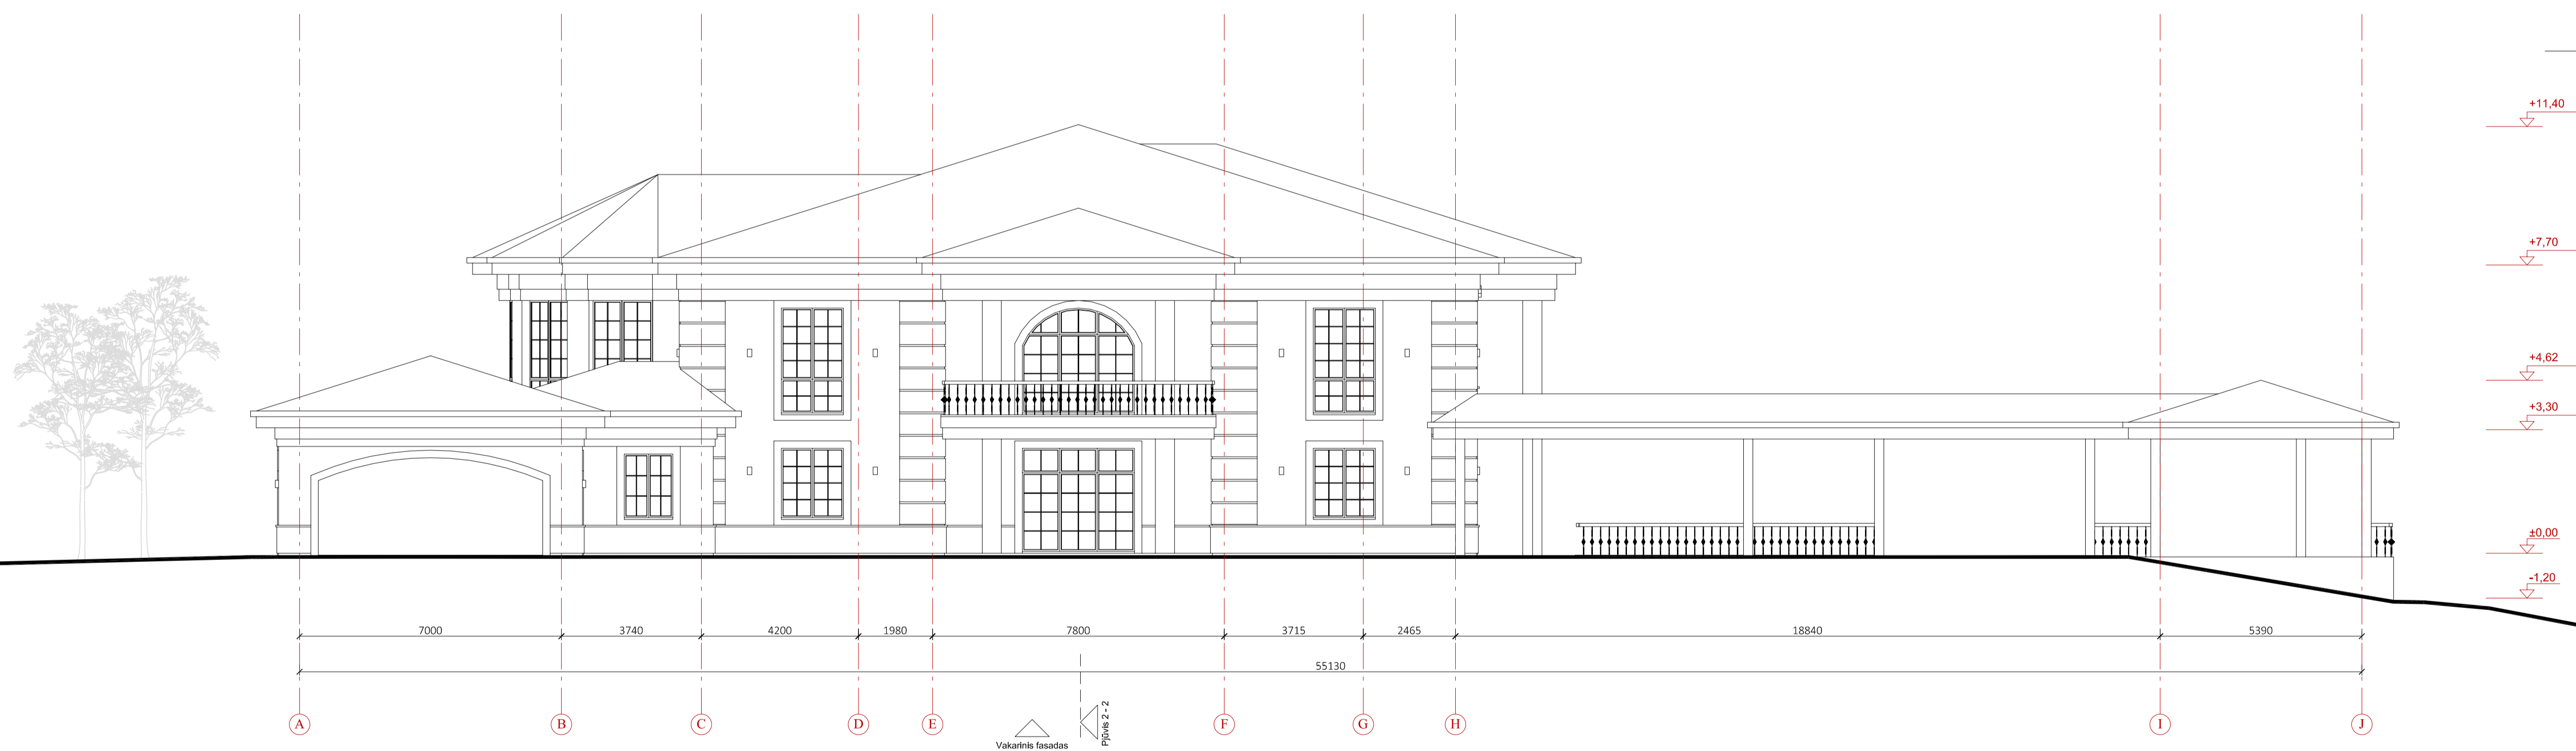 +11,40
+7,70
+4,62
+3,30
±0,00
-1,20
7000 3740 4200 1980 7800 3715 2465 18840 5390
55130
A B C D E F G H I J
Pjūvis 2 - 2
Vakarinis fasadas